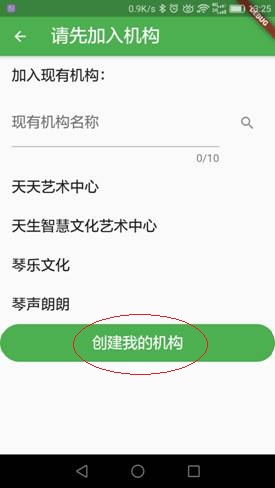 0.9K/s 13:25
DEBUG
请先加入机构
加入现有机构：
现有机构名称
0/10
天天艺术中心
天生智慧文化艺术中心
琴乐文化
琴声朗朗
创建我的机构